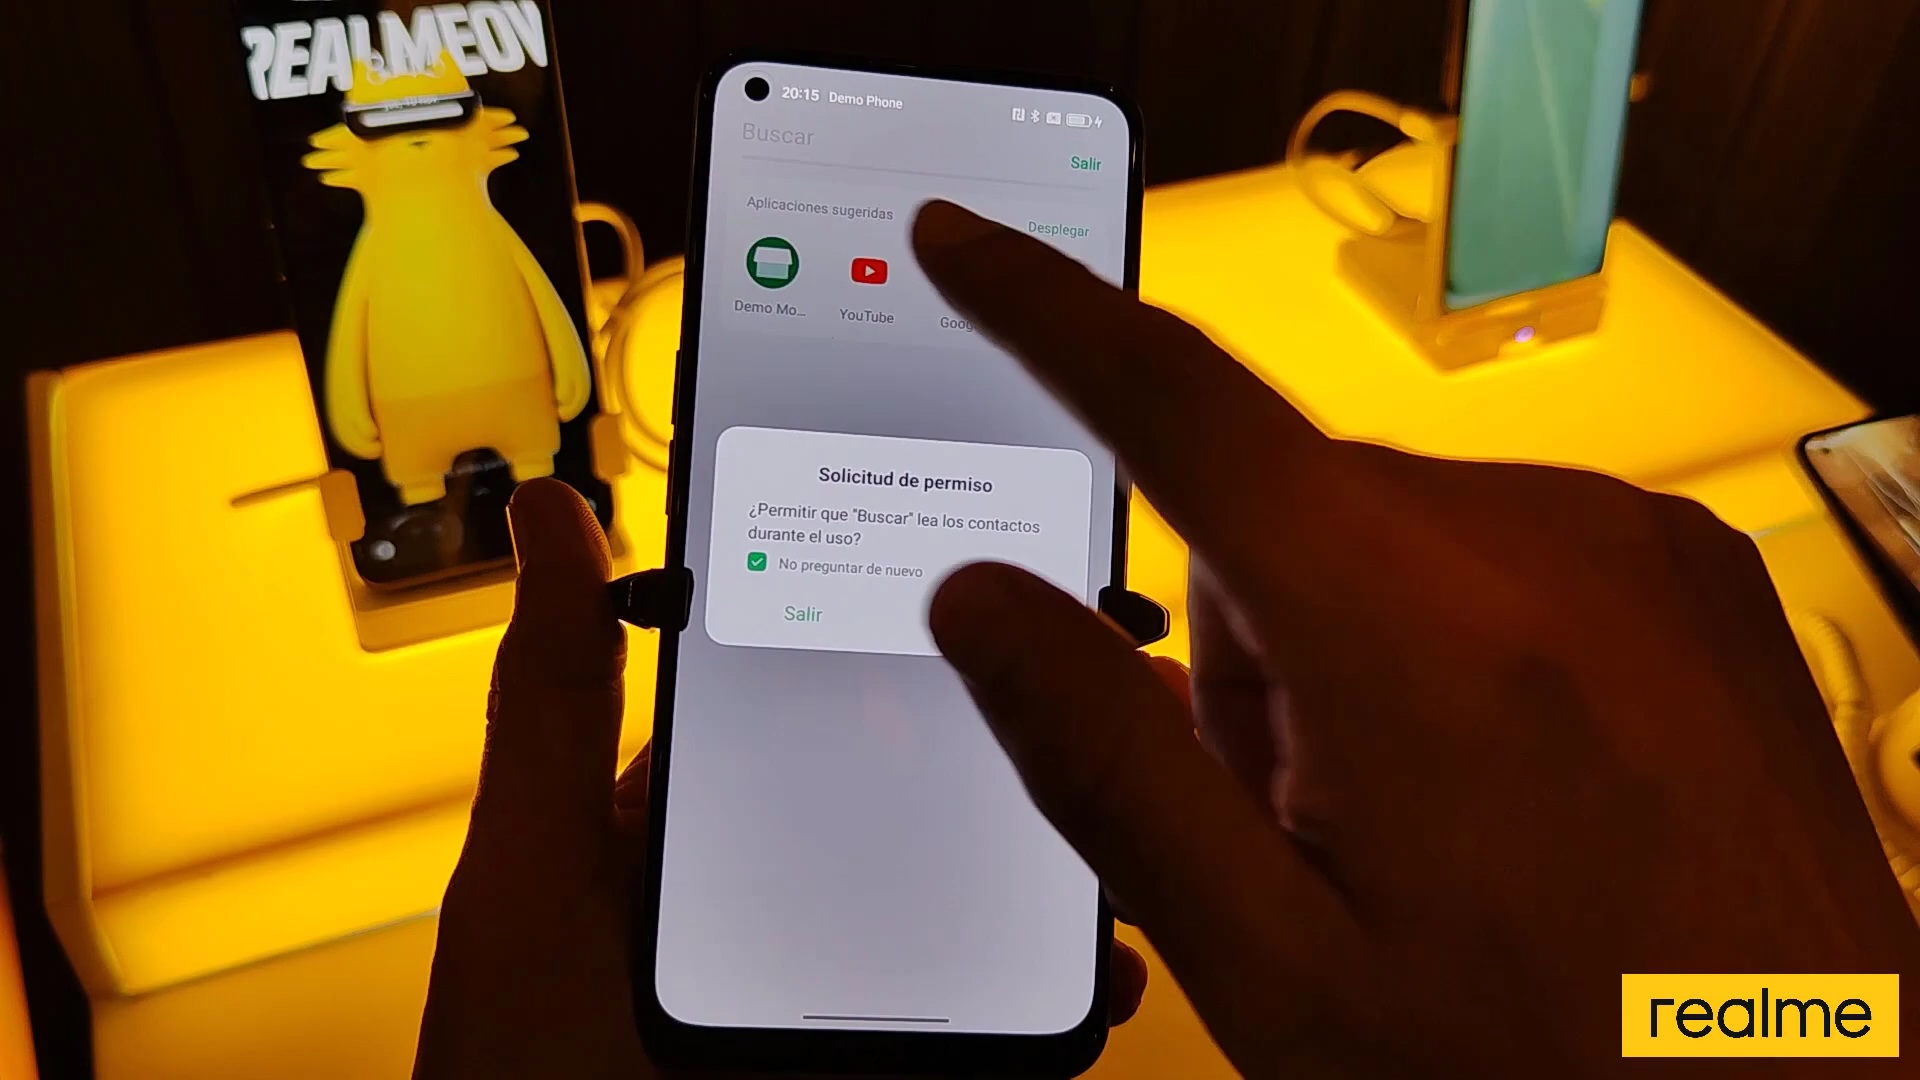 REALMEOW
20:15 Demo Phone
Buscar
Salir
Aplicaciones sugeridas
Desplegar
Demo Mo...
YouTube
Solicitud de permiso
¿Permitir que "Buscar" lea los contactos
durante el uso?
No preguntar de nuevo
Salir
realme